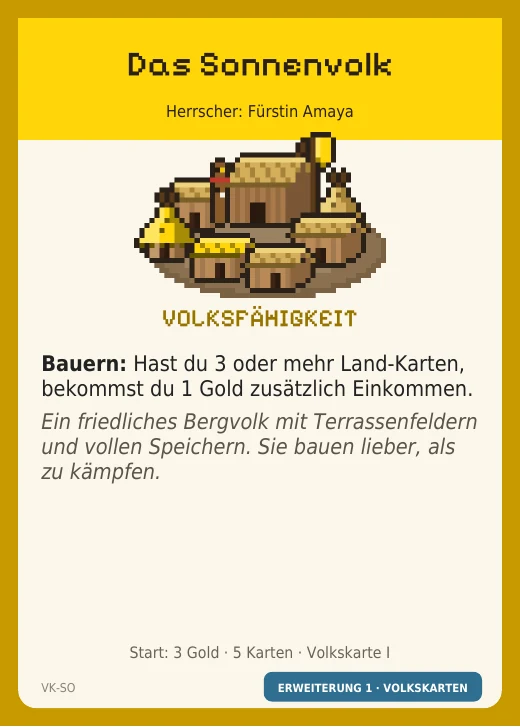 Das Sonnenvolk
Herrscher: Fürstin Amaya
VOLKSFÄHIGKEIT
Bauern: Hast du 3 oder mehr Land-Karten,
bekommst du 1 Gold zusätzlich Einkommen.
Ein friedliches Bergvolk mit Terrassenfeldern
und vollen Speichern. Sie bauen lieber, als
zu kämpfen.
Start: 3 Gold · 5 Karten · Volkskarte I
VK-SO
ERWEITERUNG 1 · VOLKSKARTEN